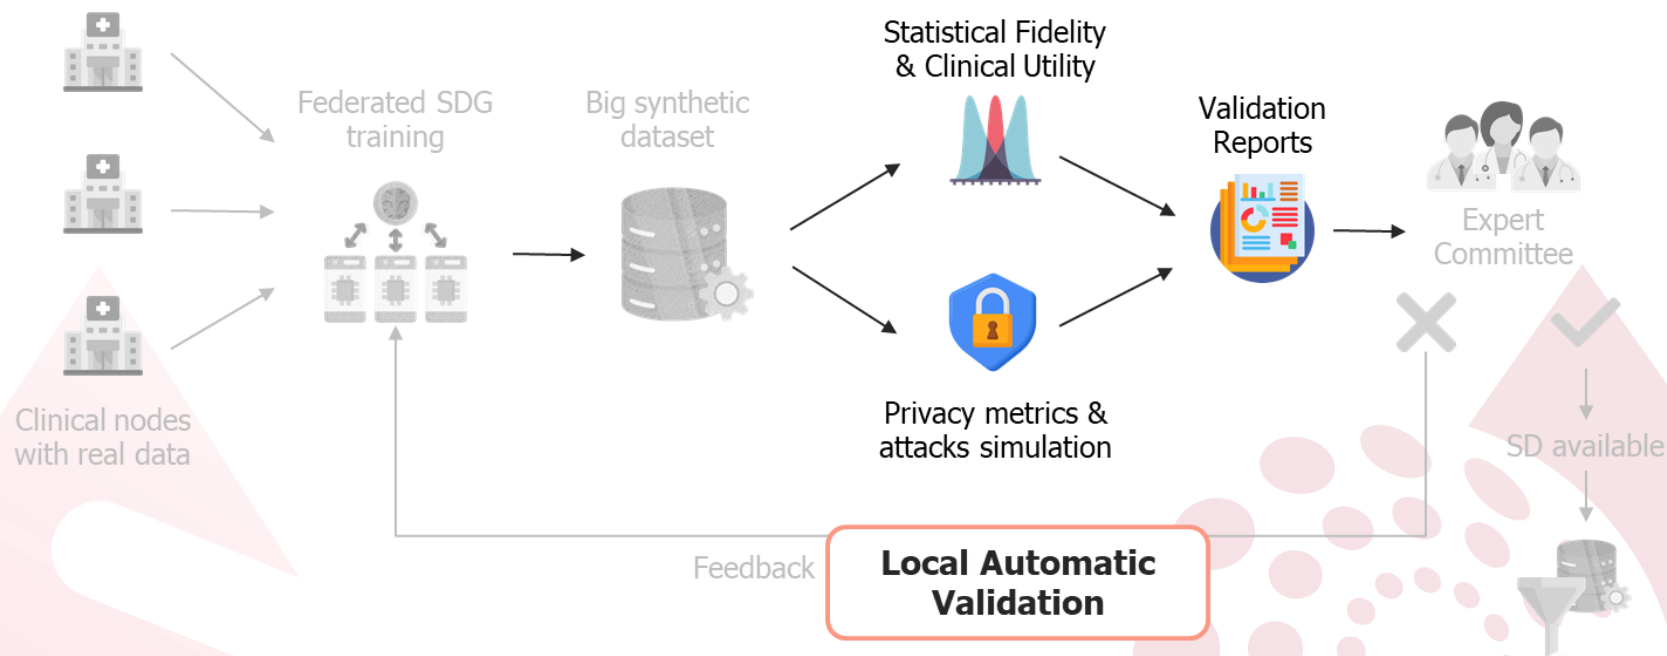 Statistical Fidelity
& Clinical Utility
Federated SDG
training
Big synthetic
dataset
Validation
Reports
Expert
Committee
Clinical nodes
with real data
Privacy metrics &
attacks simulation
SD available
Feedback
Local Automatic
Validation